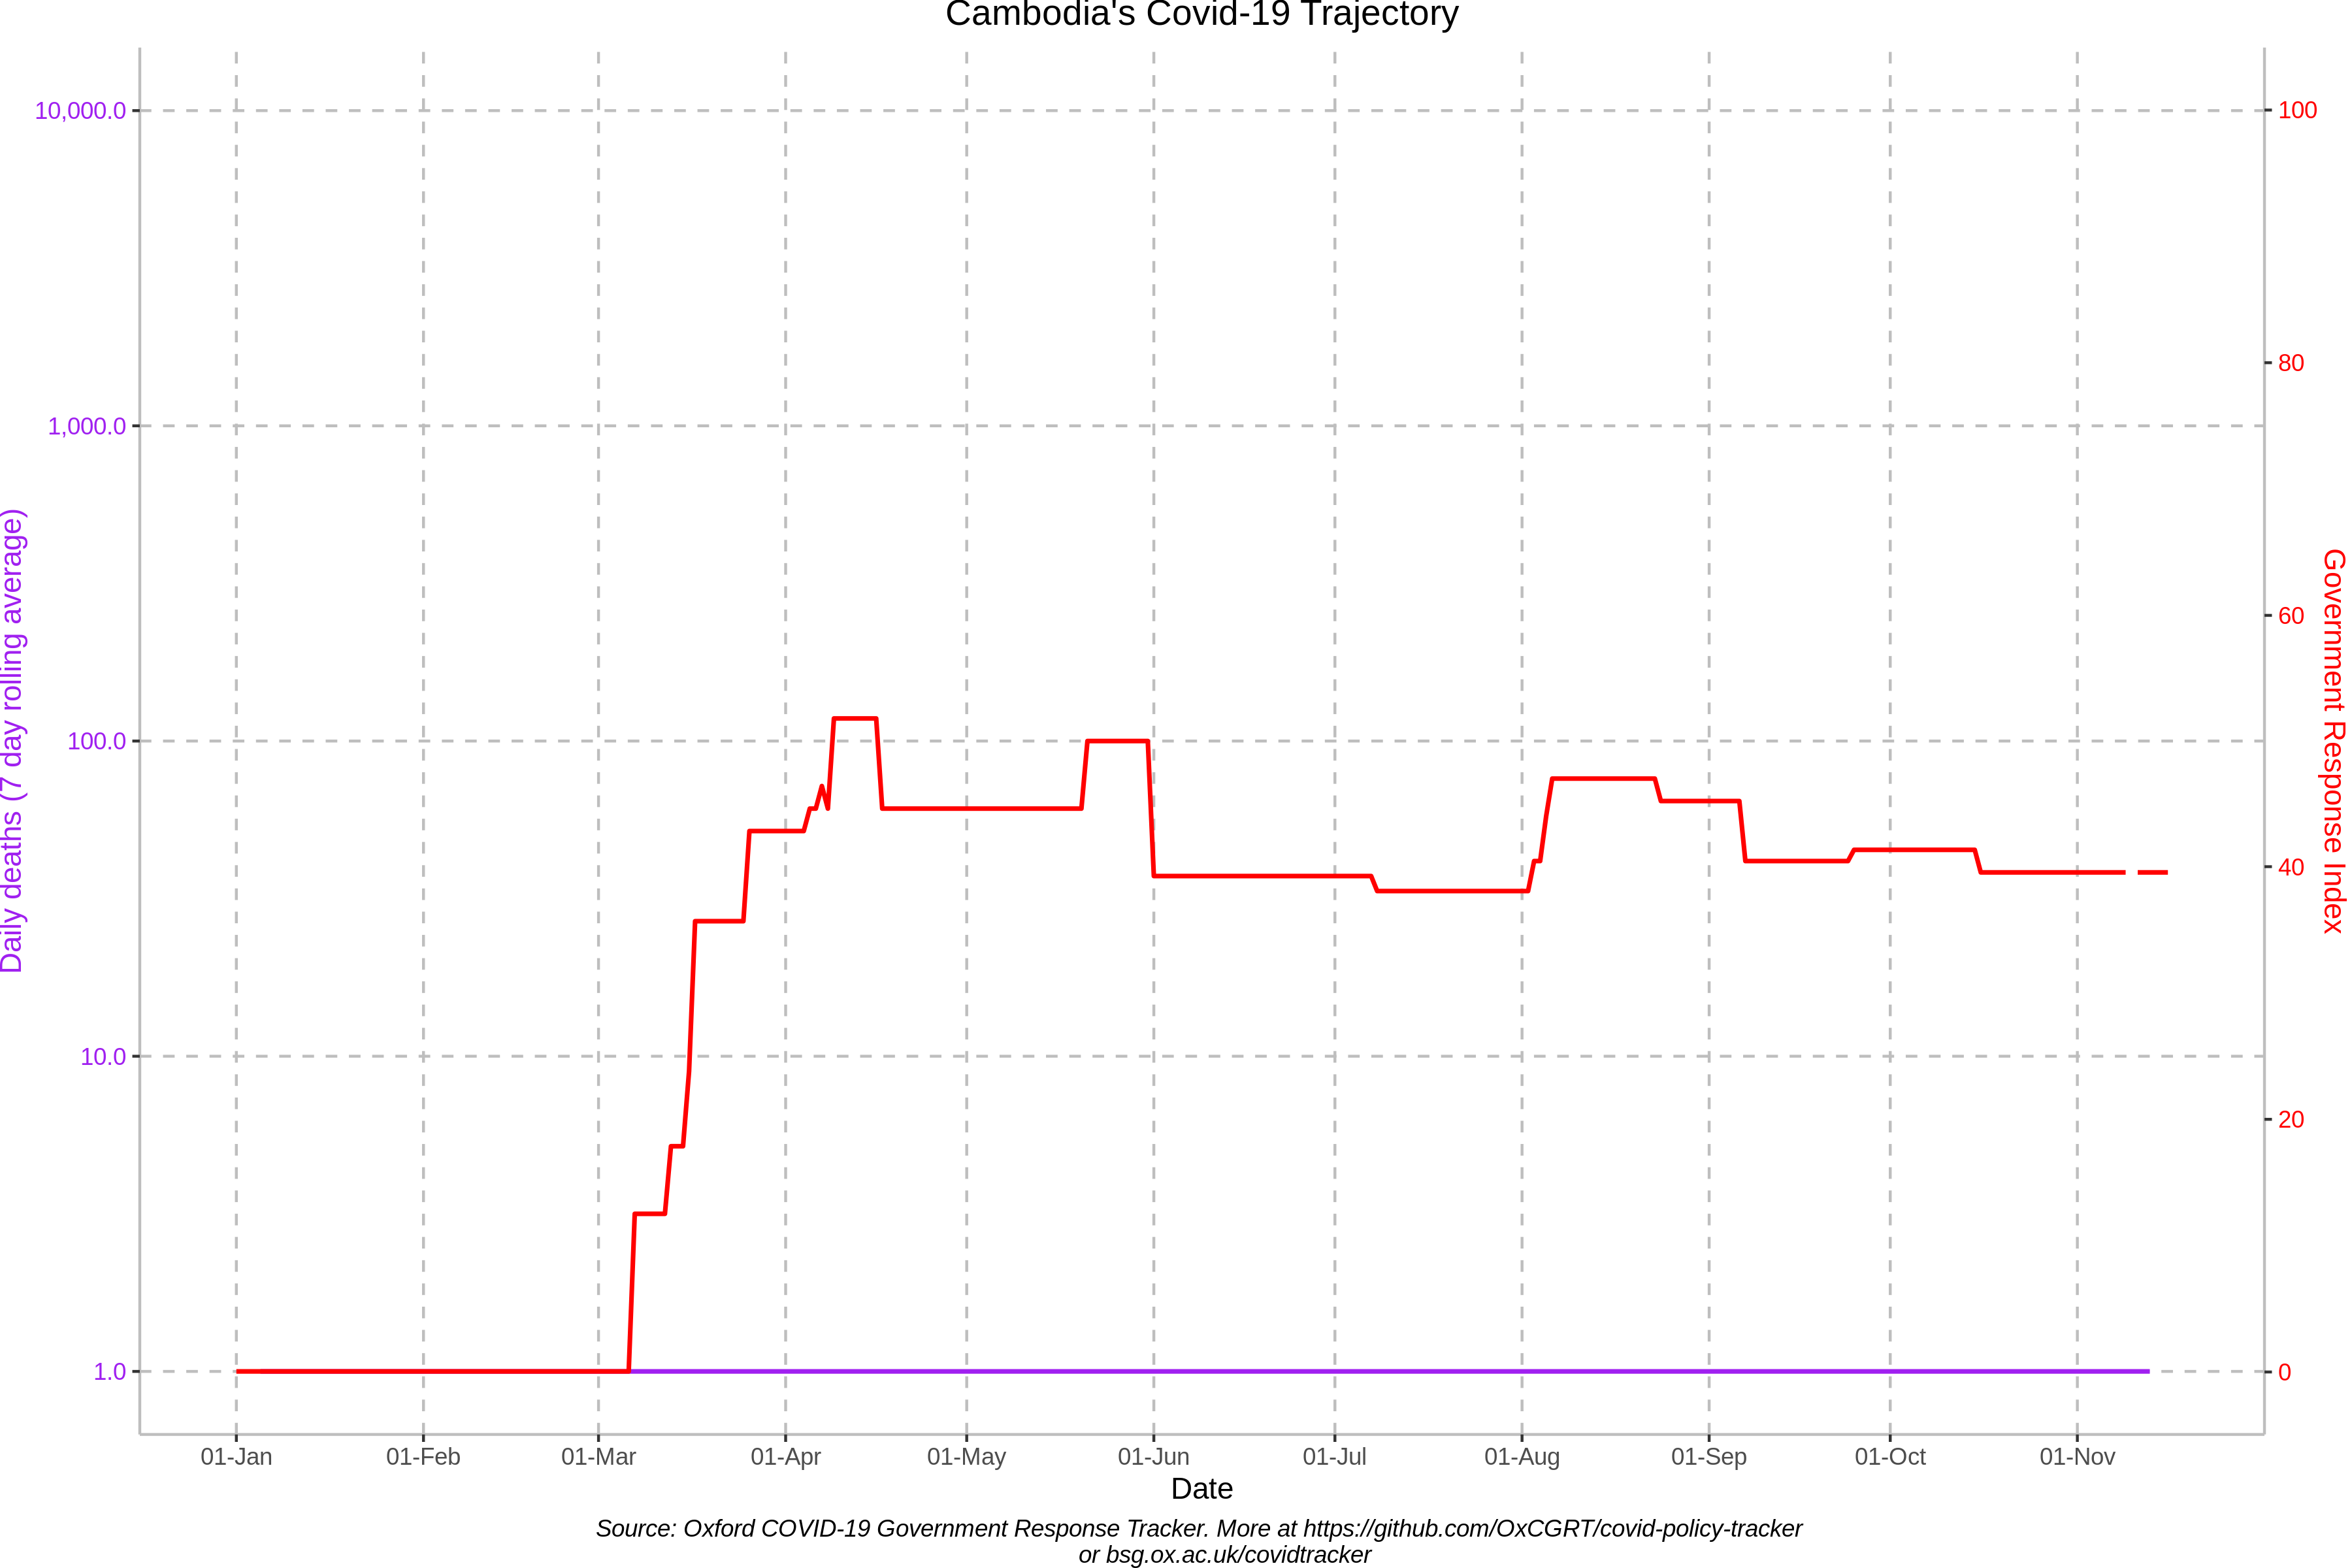 Cambodia's Covid-19 Trajectory
10,000.0
1,000.0
100.0
10.0
1.0
Daily deaths (7 day rolling average)
100
80
60
40
20
0
Government Response Index
01-Jan 01-Feb 01-Mar 01-Apr 01-May 01-Jun 01-Jul 01-Aug 01-Sep 01-Oct 01-Nov
Date
Source: Oxford COVID-19 Government Response Tracker. More at https://github.com/OxCGRT/covid-policy-tracker
or bsg.ox.ac.uk/covidtracker